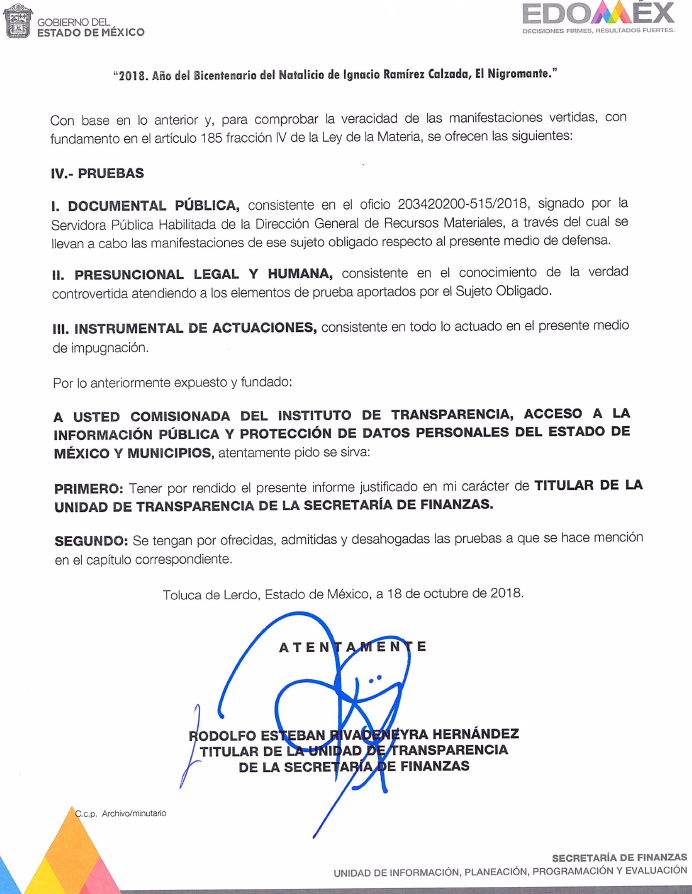 GOBIERNO DEL
ESTADO DE MÉXICO
EDOMÉX
DECISIONES FIRMES, RESULTADOS FUERTES.
"2018. Año del Bicentenario del Natalicio de Ignacio Ramírez Calzada, El Nigromante."
Con base en lo anterior y, para comprobar la veracidad de las manifestaciones vertidas, con
fundamento en el artículo 185 fracción IV de la Ley de la Materia, se ofrecen las siguientes:
IV.- PRUEBAS
I. DOCUMENTAL PÚBLICA, consistente en el oficio 203420200-515/2018, signado por la
Servidora Pública Habilitada de la Dirección General de Recursos Materiales, a través del cual se
llevan a cabo las manifestaciones de ese sujeto obligado respecto al presente medio de defensa.
II. PRESUNCIONAL LEGAL Y HUMANA, consistente en el conocimiento de la verdad
controvertida atendiendo a los elementos de prueba aportados por el Sujeto Obligado.
III. INSTRUMENTAL DE ACTUACIONES, consistente en todo lo actuado en el presente medio
de impugnación.
Por lo anteriormente expuesto y fundado:
A USTED COMISIONADA DEL INSTITUTO DE TRANSPARENCIA, ACCESO A LA
INFORMACIÓN PÚBLICA Y PROTECCIÓN DE DATOS PERSONALES DEL ESTADO DE
MÉXICO Y MUNICIPIOS, atentamente pido se sirva:
PRIMERO: Tener por rendido el presente informe justificado en mi carácter de TITULAR DE LA
UNIDAD DE TRANSPARENCIA DE LA SECRETARÍA DE FINANZAS.
SEGUNDO: Se tengan por ofrecidas, admitidas y desahogadas las pruebas a que se hace mención
en el capítulo correspondiente.
Toluca de Lerdo, Estado de México, a 18 de octubre de 2018.
A T E N T A M E N T E
RODOLFO ESTEBAN RIVADENEYRA HERNÁNDEZ
TITULAR DE LA UNIDAD DE TRANSPARENCIA
DE LA SECRETARÍA DE FINANZAS
C.c.p. Archivo/minutario
SECRETARÍA DE FINANZAS
UNIDAD DE INFORMACIÓN, PLANEACIÓN, PROGRAMACIÓN Y EVALUACIÓN